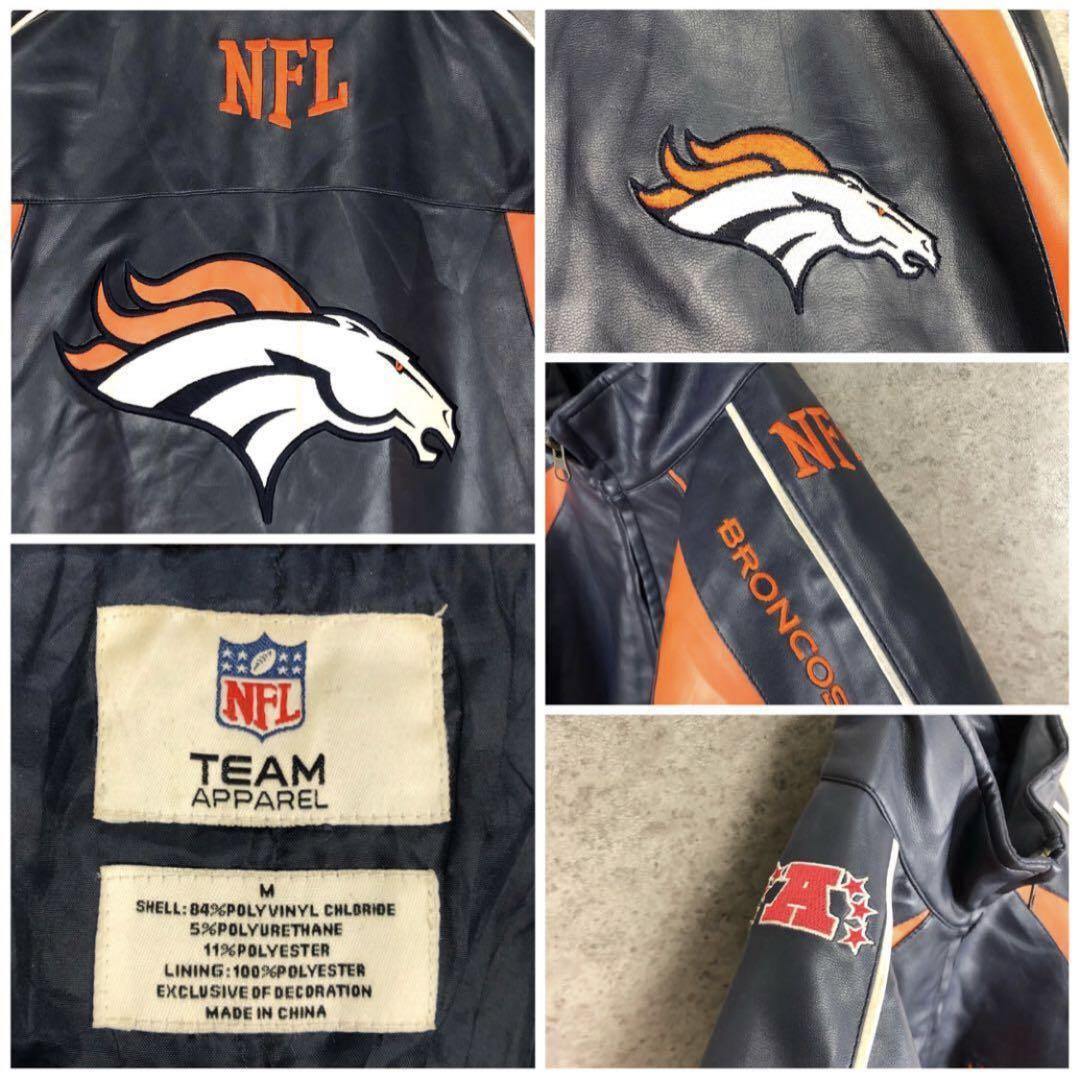 NFL
NF
BRONCOS
NFL
TEAM
APPAREL
M
SHELL: 84%POLYVINYL CHLORIDE
5%POLYURETHANE
11%POLYESTER
LINING: 100%POLYESTER
EXCLUSIVE OF DECORATION
MADE IN CHINA
A